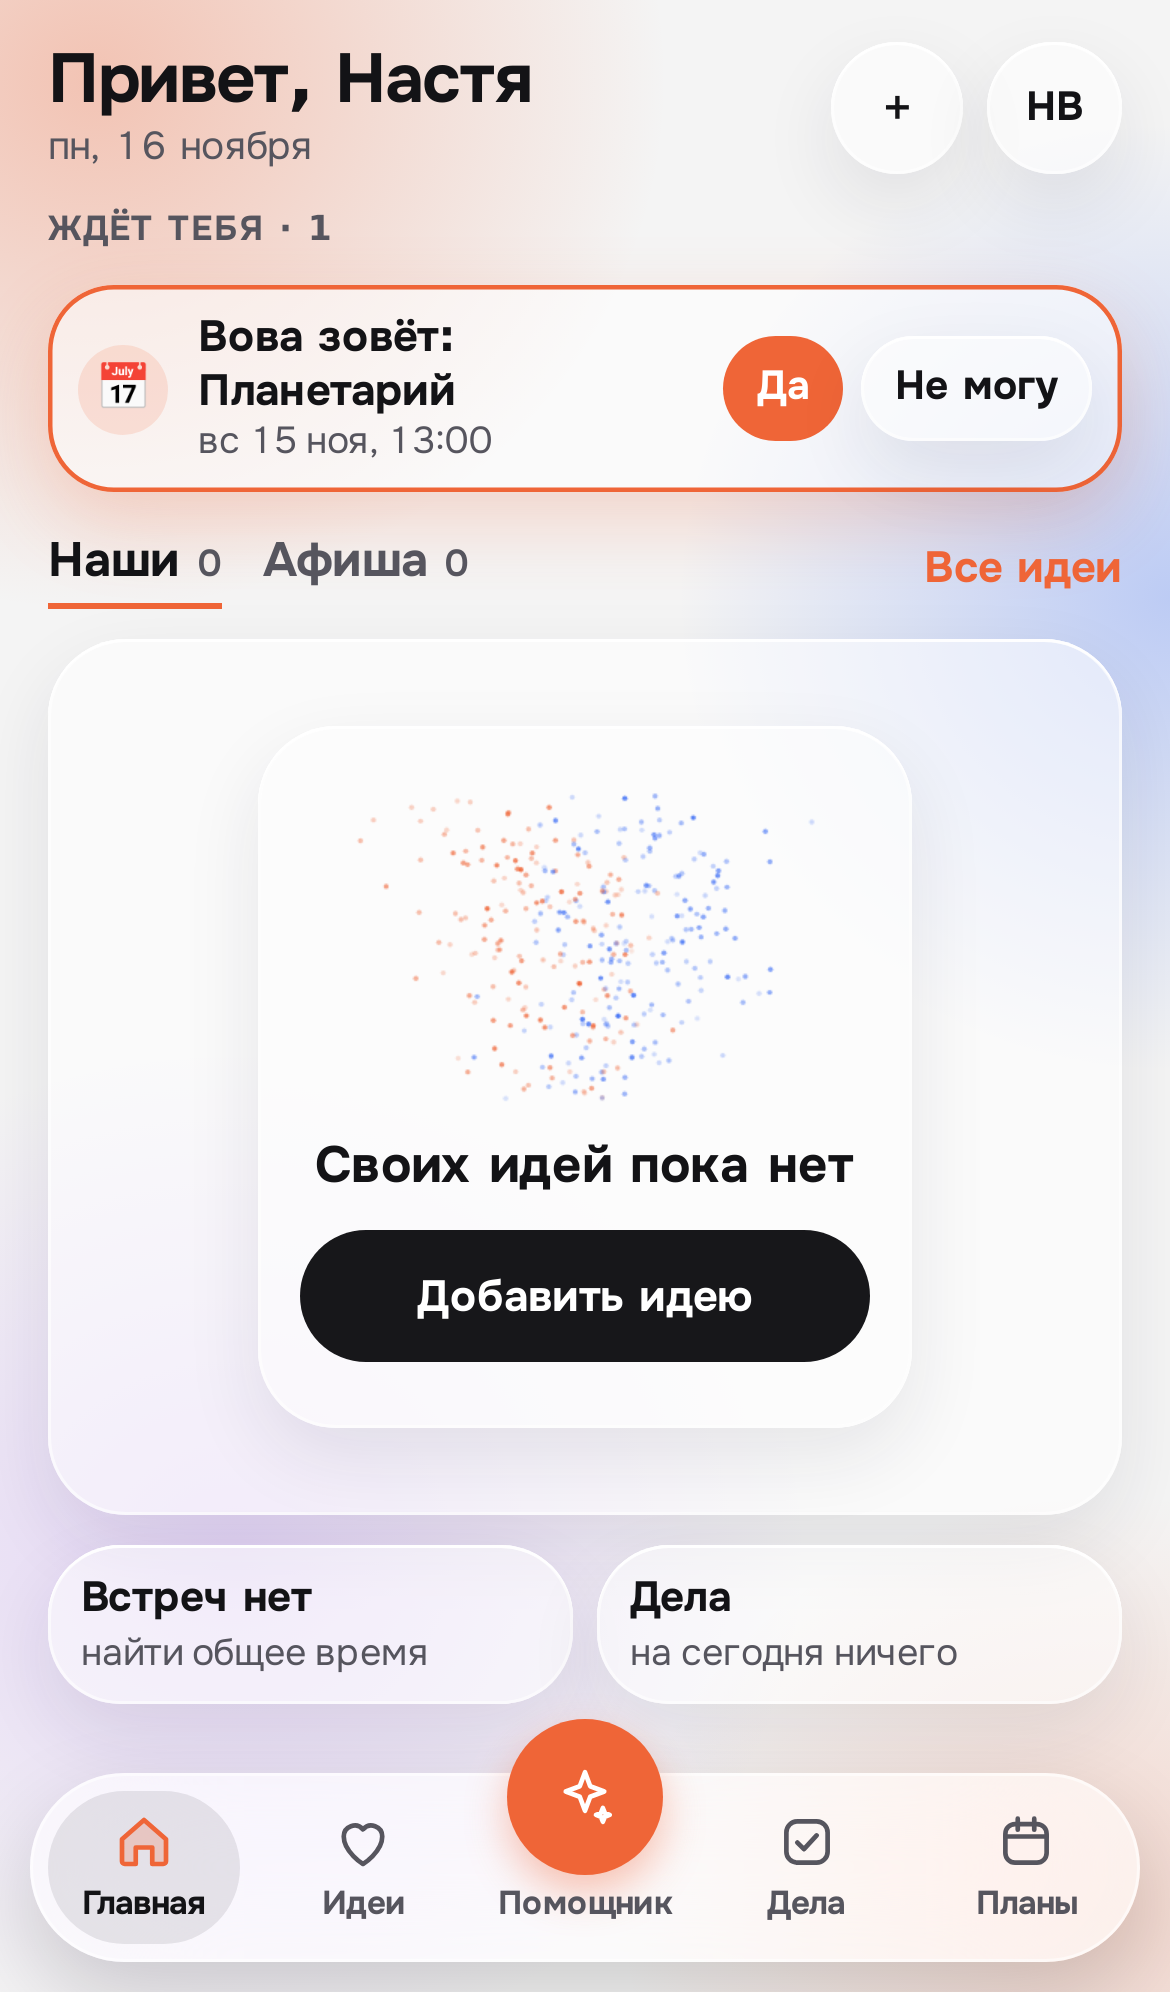 Привет, Настя
+
НВ
пн, 16 ноября
ЖДЁТ ТЕБЯ · 1
July
17
Вова зовёт:
Планетарий
вс 15 ноя, 13:00
Да
Не могу
Наши 0
Афиша 0
Все идеи
Своих идей пока нет
Добавить идею
Встреч нет
найти общее время
Дела
на сегодня ничего
Главная
Идеи
Помощник
Дела
Планы